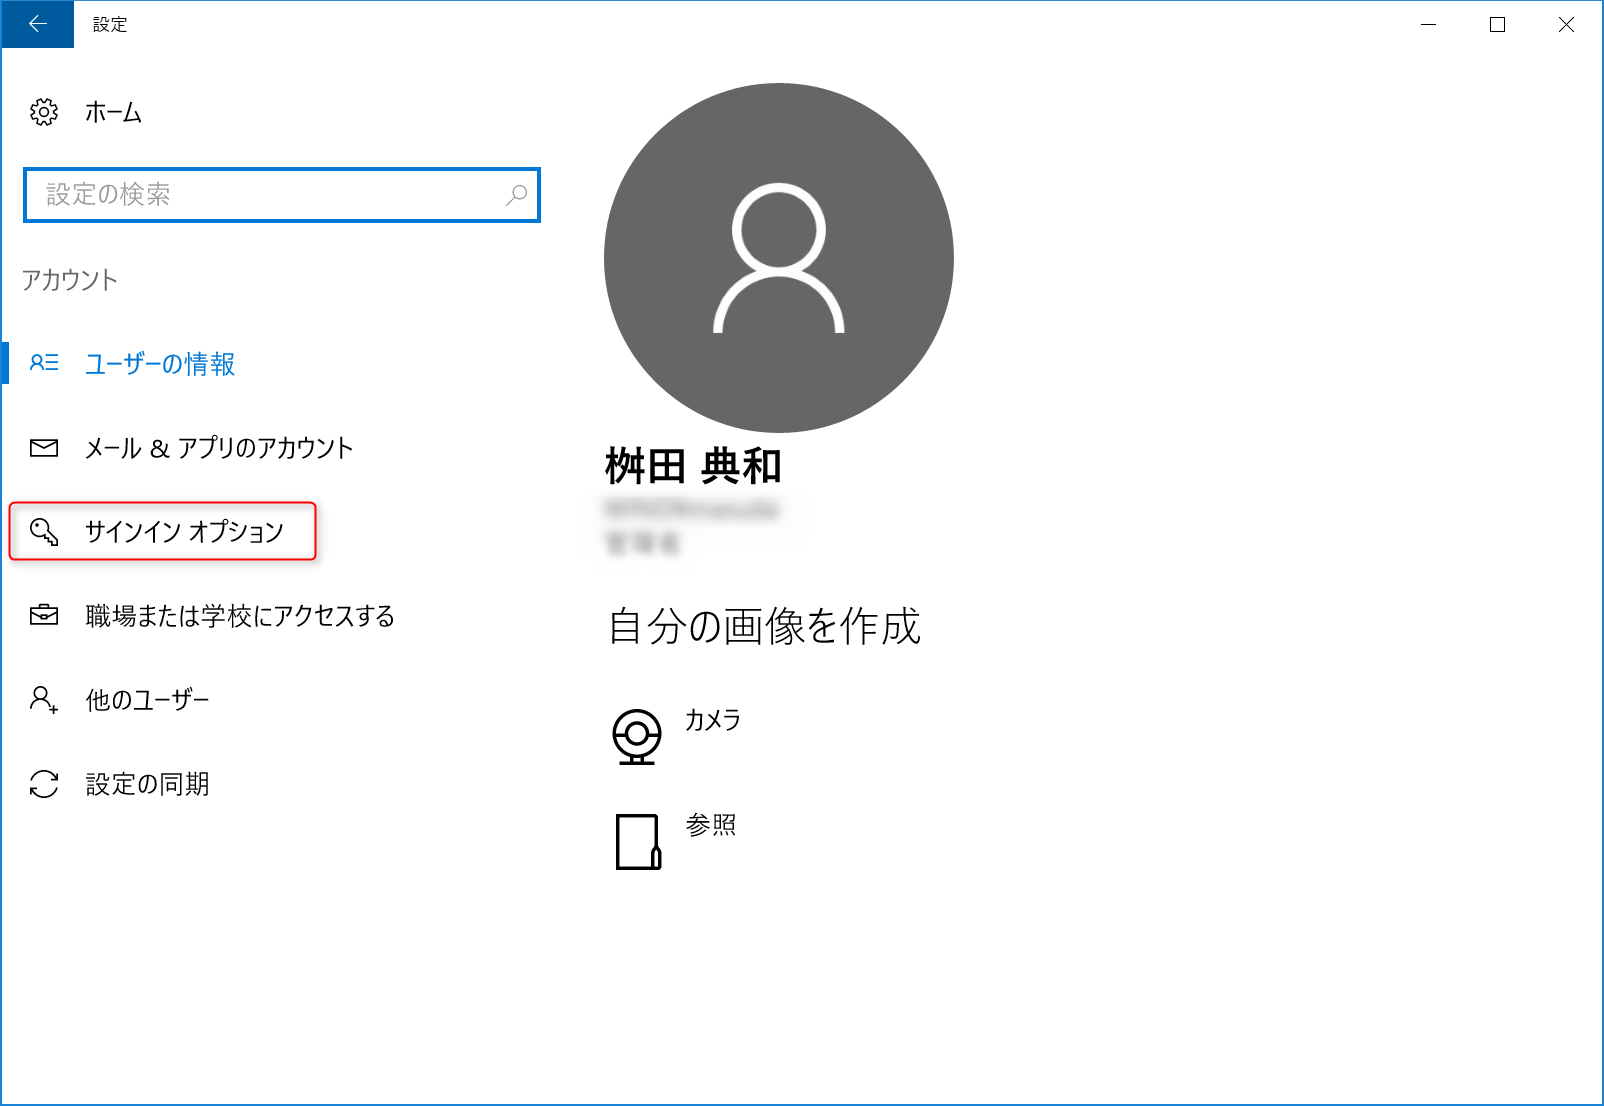 設定
ホーム
設定の検索
アカウント
ユーザーの情報
メール & アプリのアカウント
サインイン オプション
職場または学校にアクセスする
他のユーザー
設定の同期
桝田 典和
自分の画像を作成
カメラ
参照